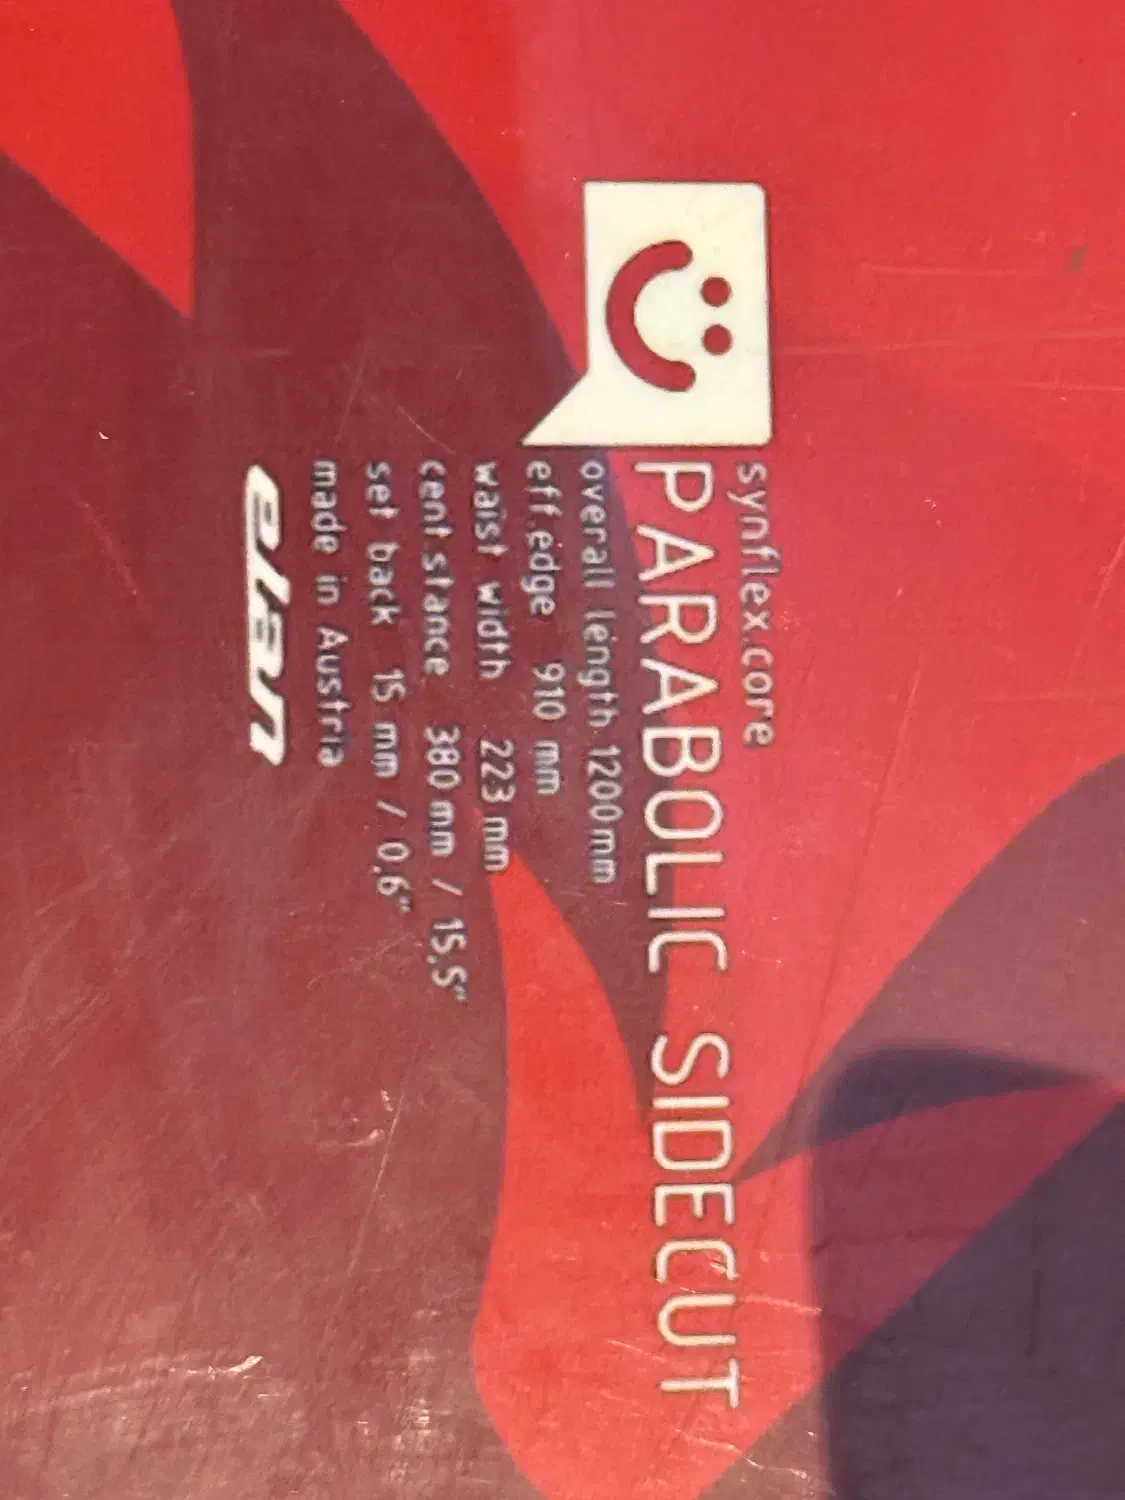 synflex.core
PARABOLIC SIDECUT
overall length 1200mm
eff.edge 910 mm
waist width 223 mm
cent.stance 380 mm / 15,5"
set back 15 mm / 0,6"
made in Austria
elan